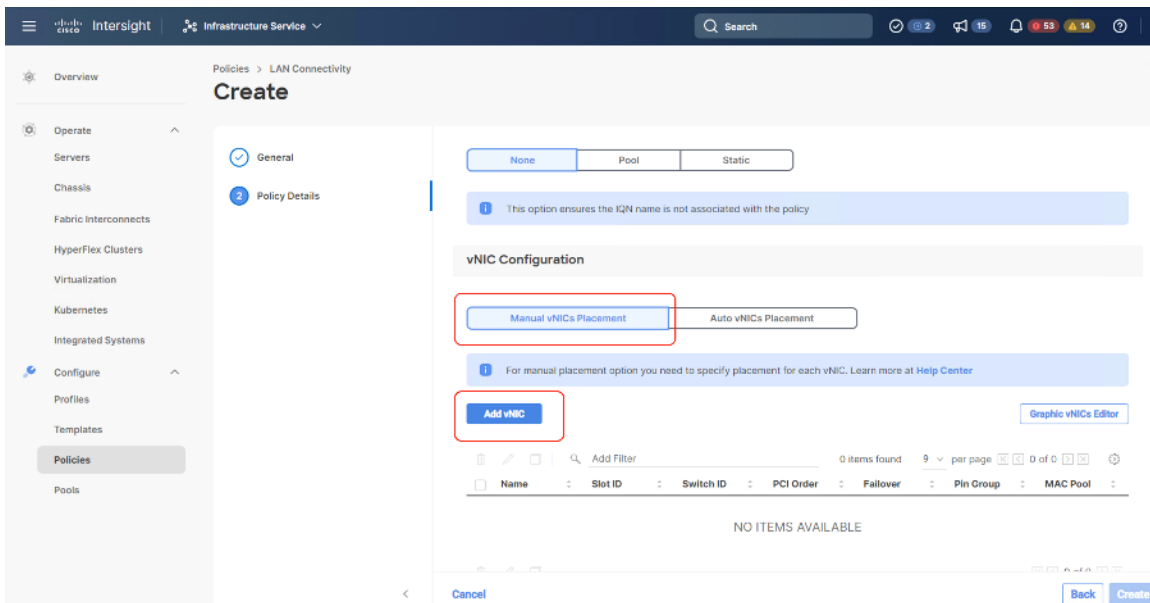 cisco Intersight Infrastructure Service Search 2 15 53 14
Overview
Operate
Servers
Chassis
Fabric Interconnects
HyperFlex Clusters
Virtualization
Kubernetes
Integrated Systems
Configure
Profiles
Templates
Policies
Pools
Policies > LAN Connectivity
Create
General
2 Policy Details
None Pool Static
This option ensures the IQN name is not associated with the policy
vNIC Configuration
Manual vNICs Placement Auto vNICs Placement
For manual placement option you need to specify placement for each vNIC. Learn more at Help Center
Add vNIC Graphic vNICs Editor
Add Filter 0 items found 9 per page 0 of 0
Name Slot ID Switch ID PCI Order Failover Pin Group MAC Pool
NO ITEMS AVAILABLE
0 of 0
Cancel Back Create